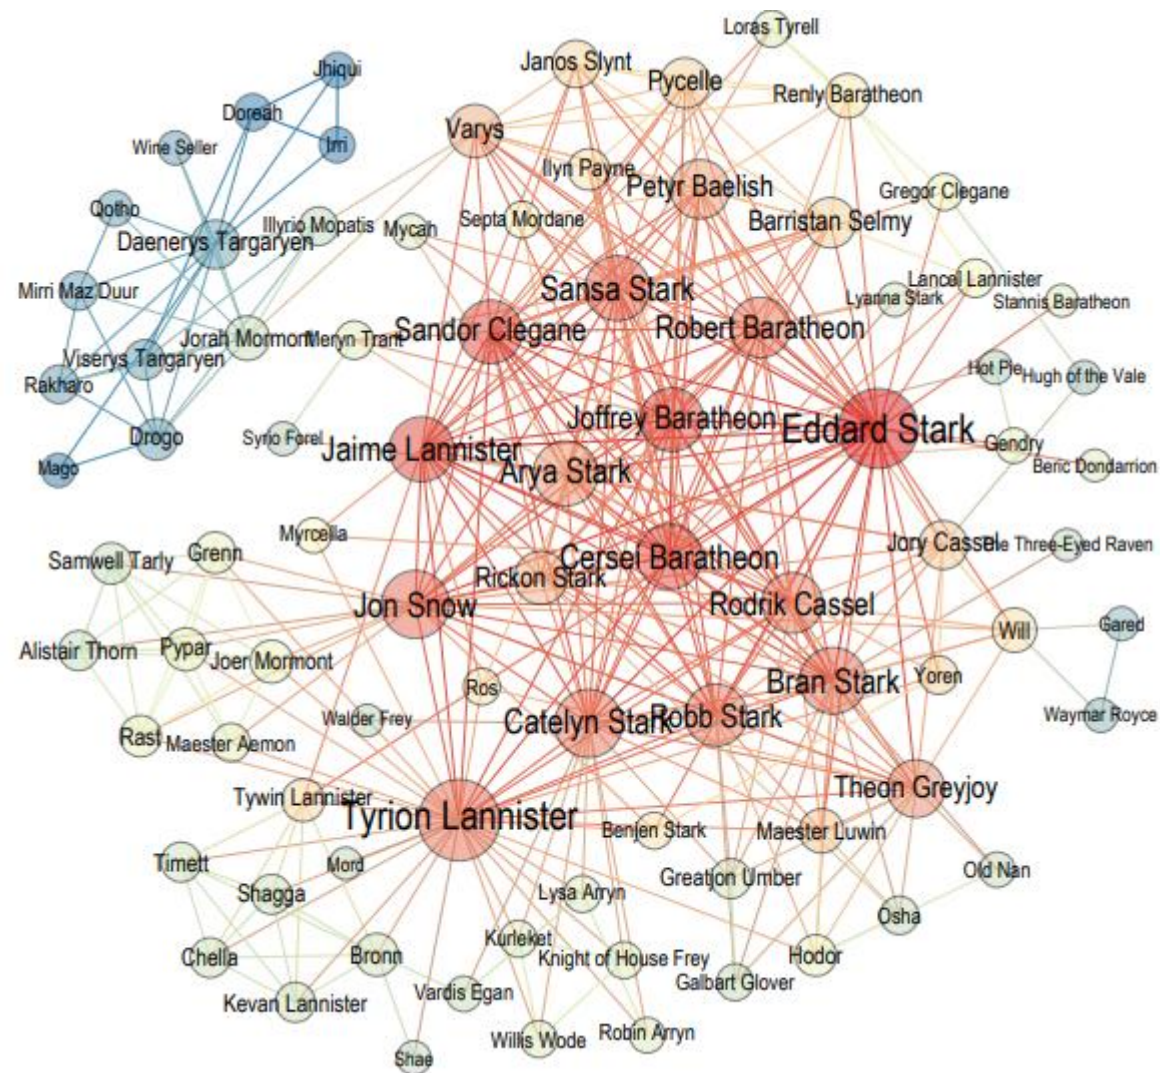 Loras Tyrell
Janos Slynt
Jhiqui
Pycelle
Renly Baratheon
Doreah
Varys
Wine Seller
Irri
Ilyn Payne
Petyr Baelish
Gregor Clegane
Qotho
Illyrio Mopatis
Septa Mordane
Mycah
Barristan Selmy
Daenerys Targaryen
Lancel Lannister
Mirri Maz Duur
Sansa Stark
Lyanna Stark
Stannis Baratheon
Sandor Clegane
Robert Baratheon
Jorah Mormont
Meryn Trant
Viserys Targaryen
Hot Pie
Hugh of the Vale
Rakharo
Joffrey Baratheon
Eddard Stark
Drogo
Syrio Forel
Jaime Lannister
Gendry
Mago
Arya Stark
Beric Dondarrion
Myrcella
Jory Cassel
The Three-Eyed Raven
Samwell Tarly
Grenn
Cersei Baratheon
Rickon Stark
Jon Snow
Rodrik Cassel
Will
Gared
Alistair Thorn
Pypar
Joer Mormont
Ros
Bran Stark
Yoren
Walder Frey
Catelyn Stark
Robb Stark
Waymar Royce
Rast
Maester Aemon
Theon Greyjoy
Tywin Lannister
Tyrion Lannister
Benjen Stark
Maester Luwin
Timett
Mord
Old Nan
Shagga
Lysa Arryn
Greatjon Umber
Osha
Kurleket
Chella
Bronn
Knight of House Frey
Hodor
Galbart Glover
Kevan Lannister
Vardis Egan
Willis Wode
Robin Arryn
Shae